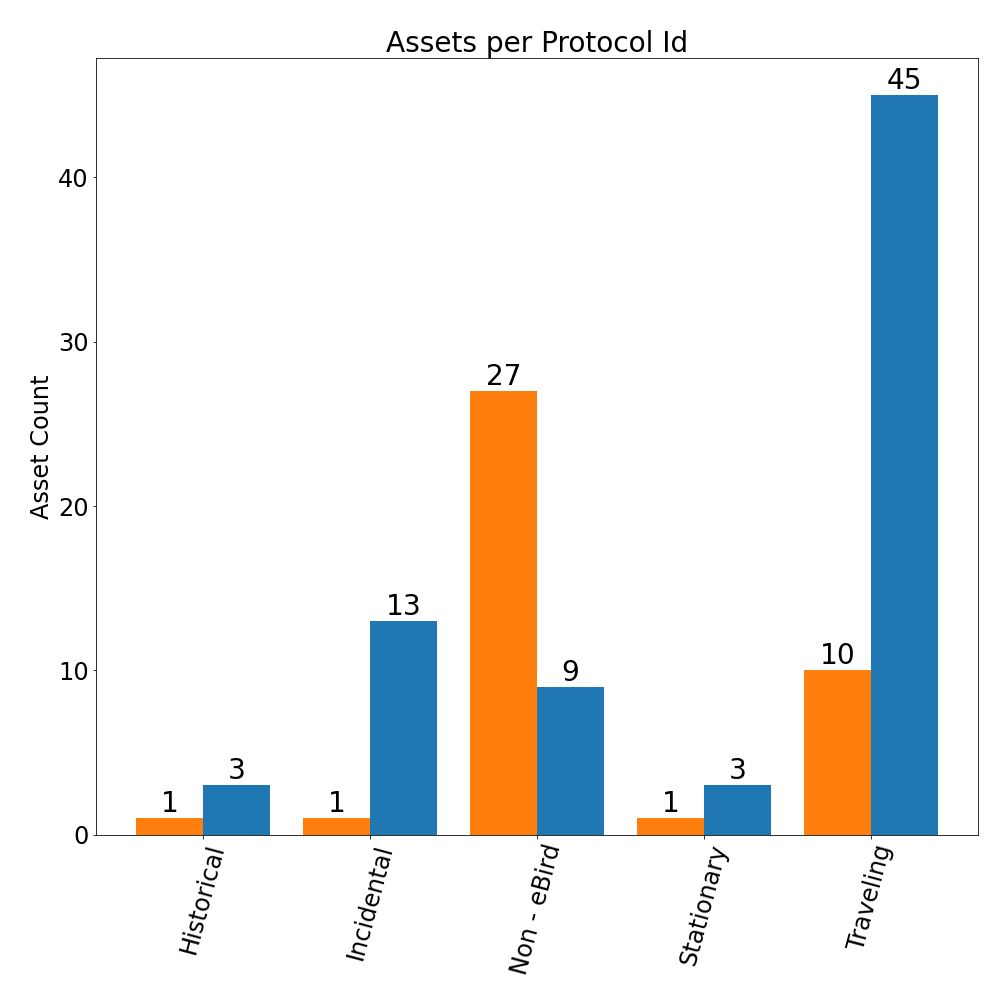 Assets per Protocol Id
Asset Count
40
30
20
10
0
1
3
1
13
27
9
1
3
10
45
Historical
Incidental
Non - eBird
Stationary
Traveling